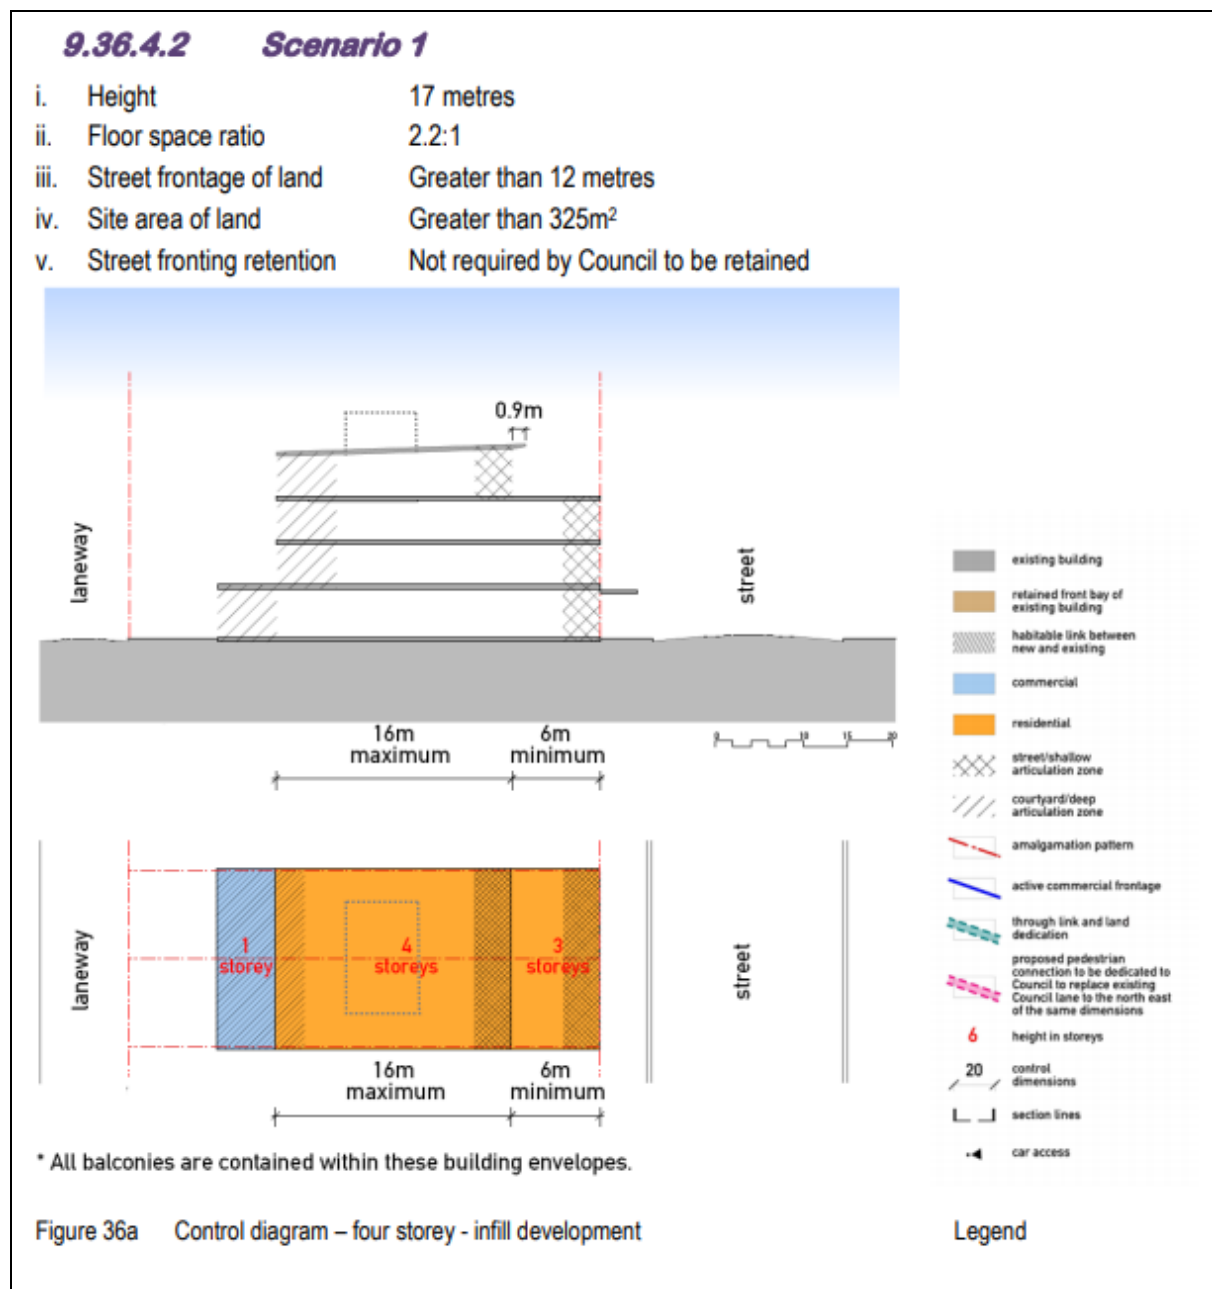 9.36.4.2 Scenario 1
i. Height 17 metres
ii. Floor space ratio 2.2:1
iii. Street frontage of land Greater than 12 metres
iv. Site area of land Greater than 325m²
v. Street fronting retention Not required by Council to be retained
0.9m
laneway
street
16m
maximum
6m
minimum
0 10 15 20
laneway
1
storey
4
storeys
3
storeys
street
16m
maximum
6m
minimum
* All balconies are contained within these building envelopes.
Figure 36a Control diagram – four storey - infill development
existing building
retained front bay of
existing building
habitable link between
new and existing
commercial
residential
street/shallow
articulation zone
courtyard/deep
articulation zone
amalgamation pattern
active commercial frontage
through link and land
dedication
proposed pedestrian
connection to be dedicated to
Council to replace existing
Council lane to the north east
of the same dimensions
6 height in storeys
20 control
dimensions
section lines
car access
Legend